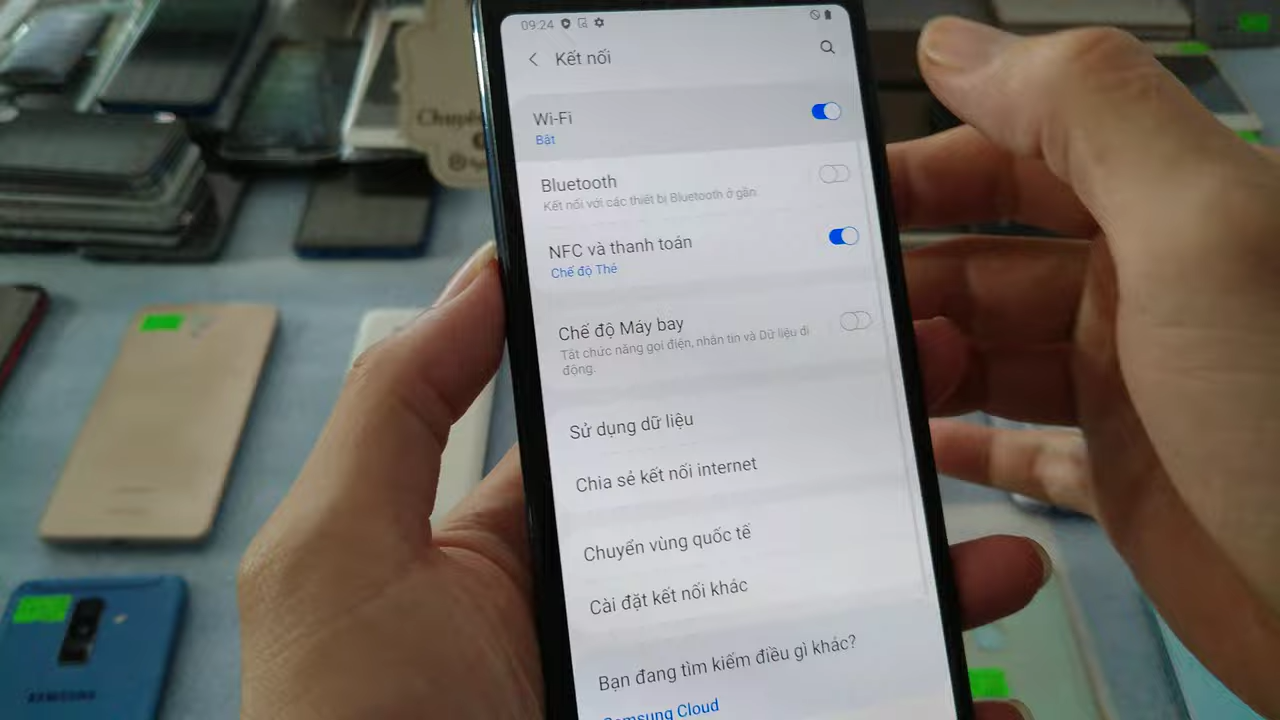 09:24
Kết nối
Wi-Fi
Bật
Bluetooth
Kết nối với các thiết bị Bluetooth ở gần.
NFC và thanh toán
Chế độ Thẻ
Chế độ Máy bay
Tắt chức năng gọi điện, nhắn tin và Dữ liệu di
động.
Sử dụng dữ liệu
Chia sẻ kết nối internet
Chuyển vùng quốc tế
Cài đặt kết nối khác
Bạn đang tìm kiếm điều gì khác?
Samsung Cloud
SAMSUNG